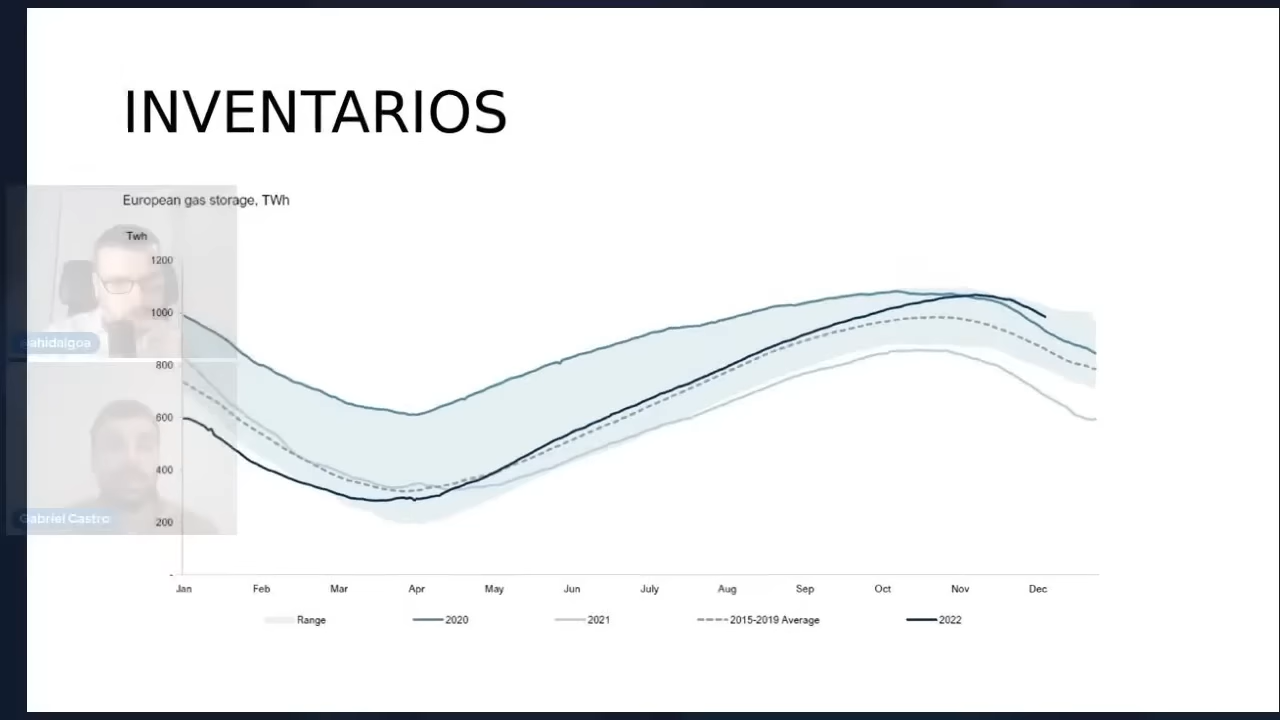 INVENTARIOS
European gas storage, TWh
Twh
1200
1000
800
600
400
200
-
Jan Feb Mar Apr May Jun July Aug Sep Oct Nov Dec
Range 2020 2021 2015-2019 Average 2022
Gabriel Castro